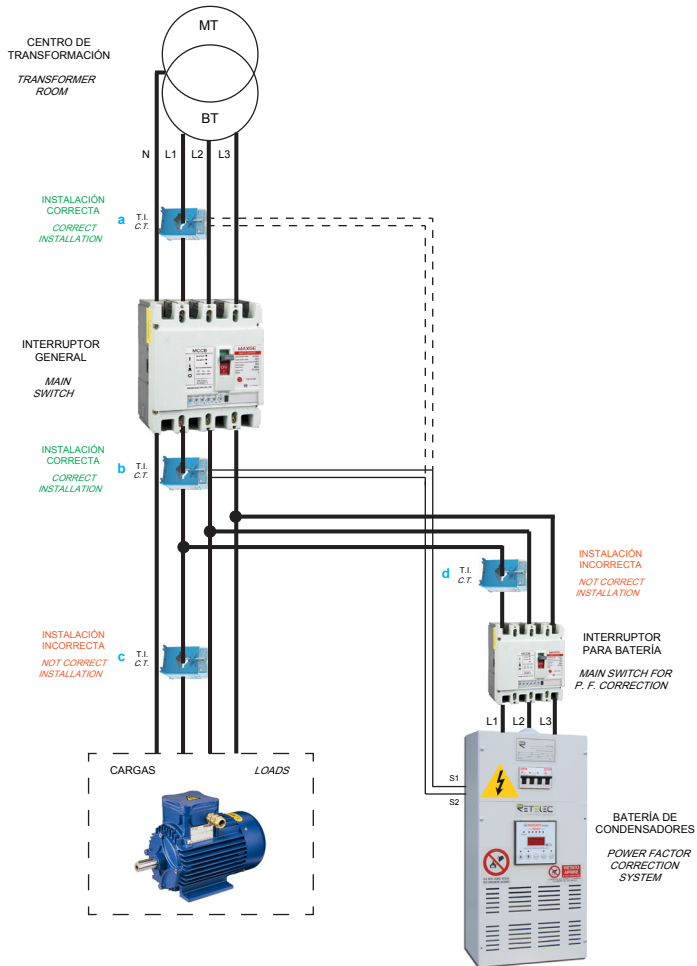 MT
CENTRO DE
TRANSFORMACIÓN
TRANSFORMER
ROOM
BT
N L1 L2 L3
INSTALACIÓN
CORRECTA
CORRECT
INSTALLATION
a
T.I.
C.T.
INTERRUPTOR
GENERAL
MAIN
SWITCH
MCCB
INSTALACIÓN
CORRECTA
CORRECT
INSTALLATION
b
T.I.
C.T.
d
T.I.
C.T.
INSTALACIÓN
INCORRECTA
NOT CORRECT
INSTALLATION
INSTALACIÓN
INCORRECTA
NOT CORRECT
INSTALLATION
c
T.I.
C.T.
INTERRUPTOR
PARA BATERÍA
MAIN SWITCH FOR
P. F. CORRECTION
L1 L2 L3
CARGAS
LOADS
S1
S2
RETELEC
BATERÍA DE
CONDENSADORES
POWER FACTOR
CORRECTION
SYSTEM